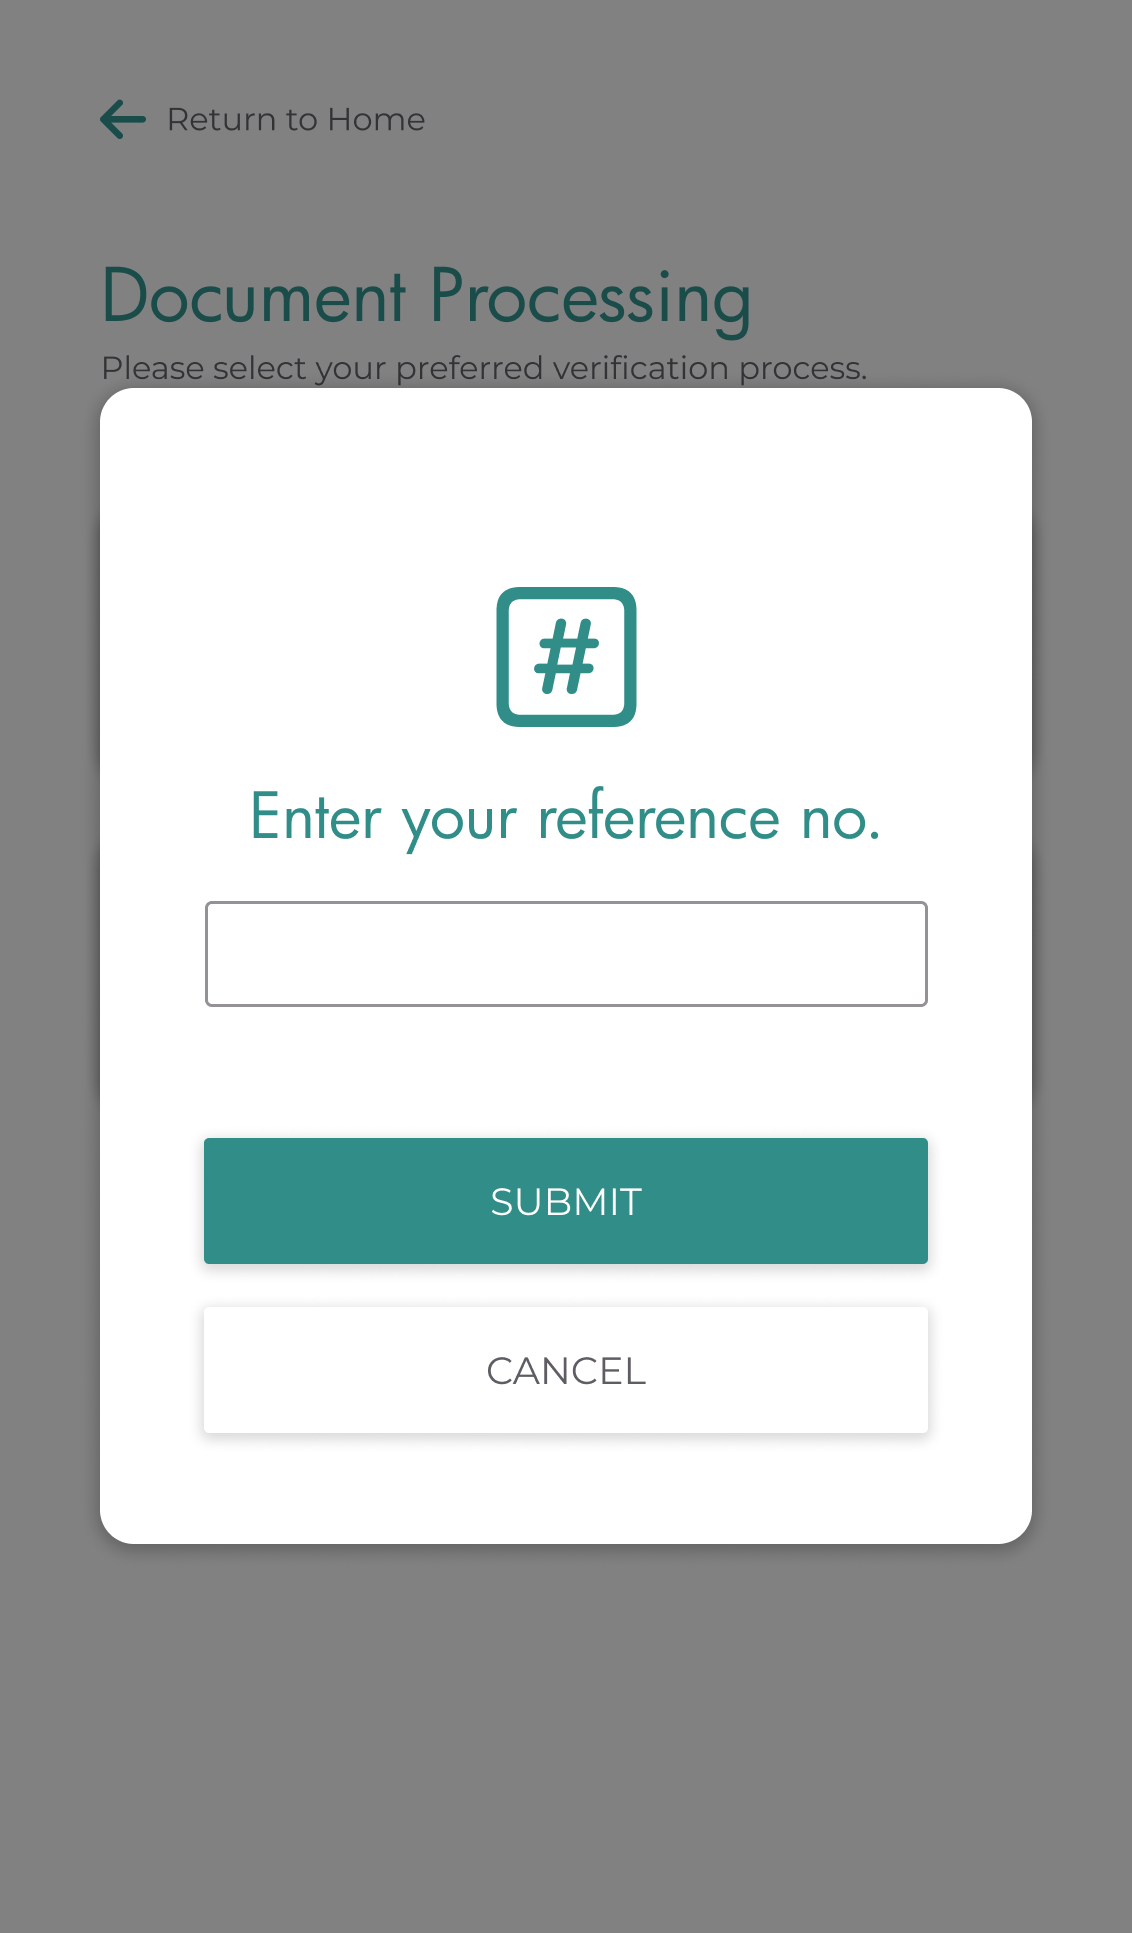 Return to Home
Document Processing
Please select your preferred verification process.
#
Enter your reference no.
SUBMIT
CANCEL